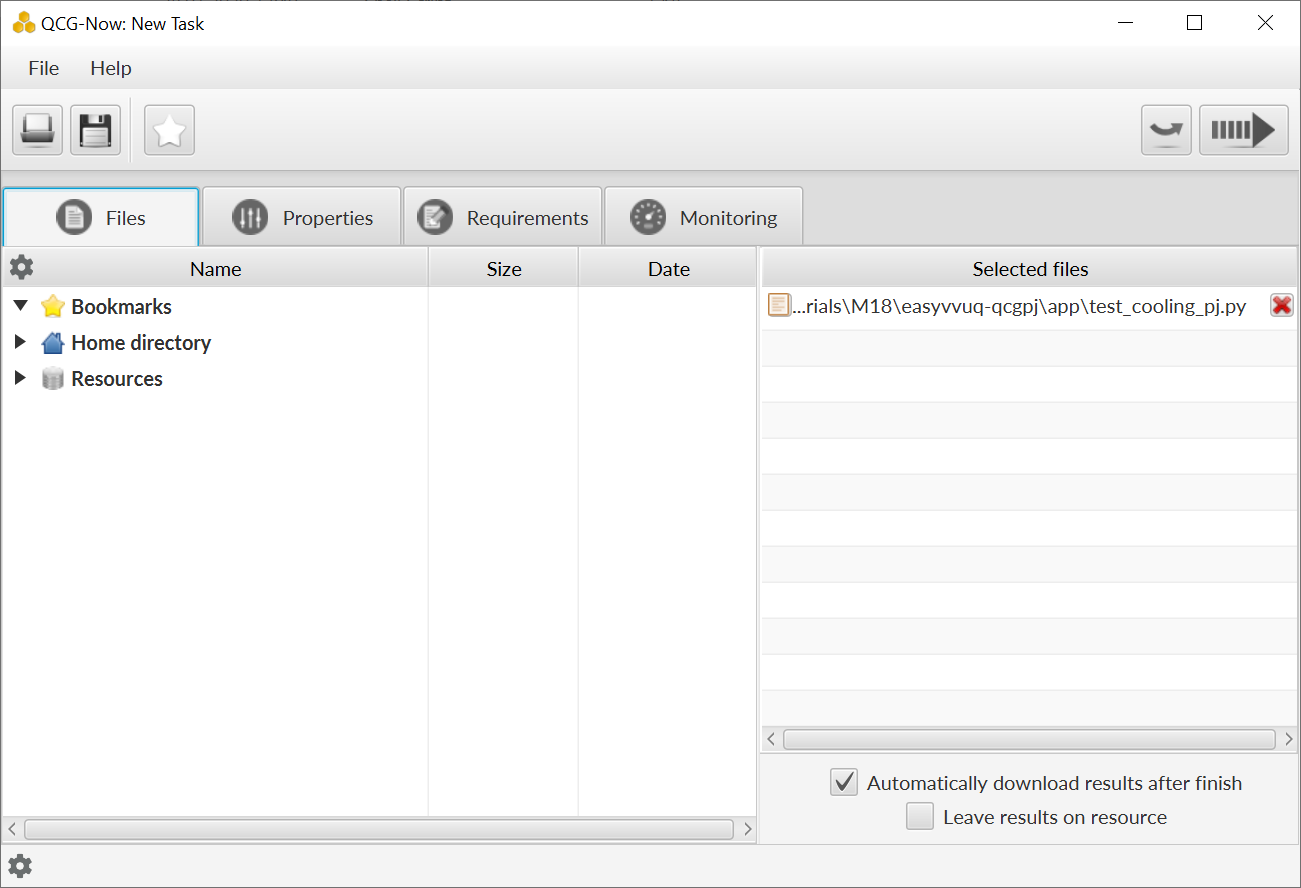 QCG-Now: New Task
File Help
Files Properties Requirements Monitoring
Name Size Date Selected files
Bookmarks ...rials\M18\easyvvuq-qcgpj\app\test_cooling_pj.py
Home directory
Resources
Automatically download results after finish
Leave results on resource